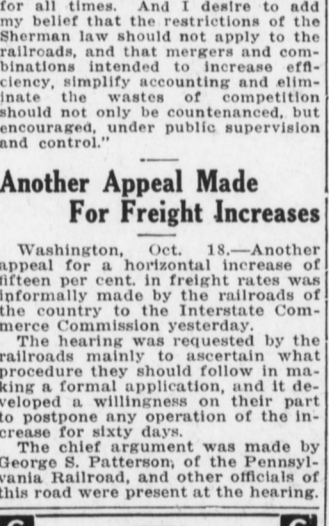 for all times. And I desire to add
my belief that the restrictions of the
Sherman law should not apply to the
railroads, and that mergers and com-
binations intended to increase effi-
ciency, simplify accounting and elim-
inate the wastes of competition
should not only be countenanced, but
encouraged, under public supervision
and control."
Another Appeal Made
For Freight Increases
Washington, Oct. 18.—Another
appeal for a horizontal increase of
fifteen per cent. in freight rates was
informally made by the railroads of
the country to the Interstate Com-
merce Commission yesterday.
The hearing was requested by the
railroads mainly to ascertain what
procedure they should follow in ma-
king a formal application, and it de-
veloped a willingness on their part
to postpone any operation of the in-
crease for sixty days.
The chief argument was made by
George S. Patterson, of the Pennsyl-
vania Railroad, and other officials of
this road were present at the hearing.